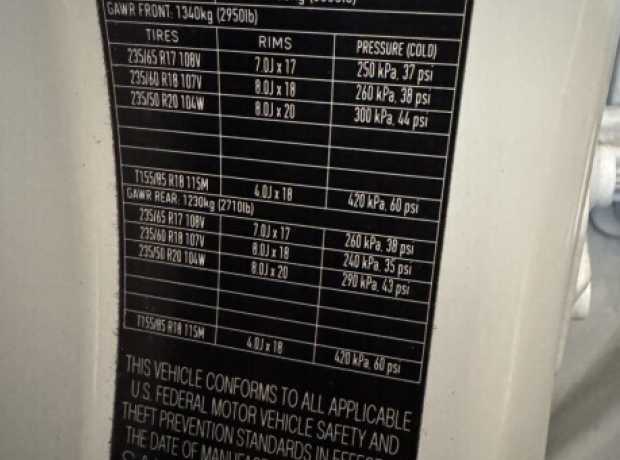 GAWR FRONT: 1340kg (2950lb)
TIRES RIMS PRESSURE (COLD)
235/65 R17 108V 7.0J x 17 250 kPa, 37 psi
235/60 R18 107V 8.0J x 18 260 kPa, 38 psi
235/50 R20 104W 8.0J x 20 300 kPa, 44 psi
T155/85 R18 115M 4.0J x 18 420 kPa, 60 psi
GAWR REAR: 1230kg (2710lb)
235/65 R17 108V 7.0J x 17 260 kPa, 38 psi
235/60 R18 107V 8.0J x 18 240 kPa, 35 psi
235/50 R20 104W 8.0J x 20 290 kPa, 43 psi
T155/85 R18 115M 4.0J x 18 420 kPa, 60 psi
THIS VEHICLE CONFORMS TO ALL APPLICABLE
U.S. FEDERAL MOTOR VEHICLE SAFETY AND
THEFT PREVENTION STANDARDS IN EFFECT
THE DATE OF MANUFAC